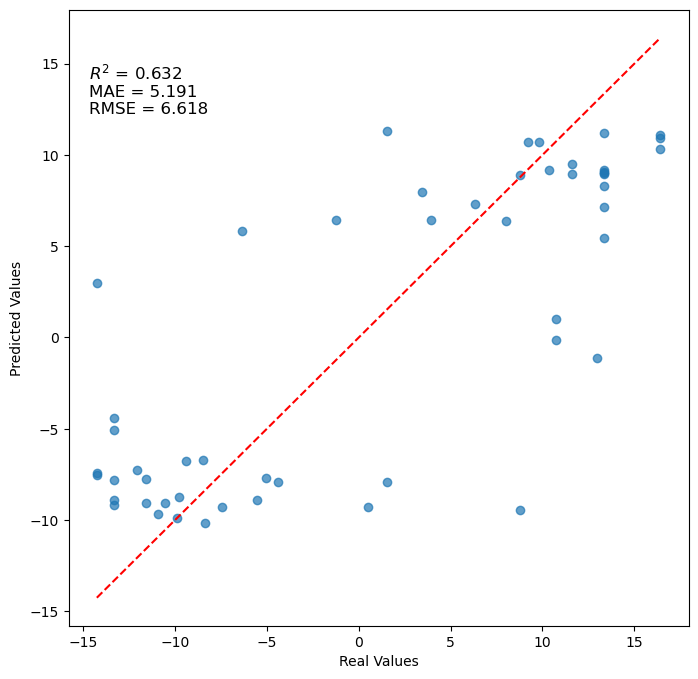 R² = 0.632
MAE = 5.191
RMSE = 6.618
15
10
5
0
−5
−10
−15
Predicted Values
−15 −10 −5 0 5 10 15
Real Values